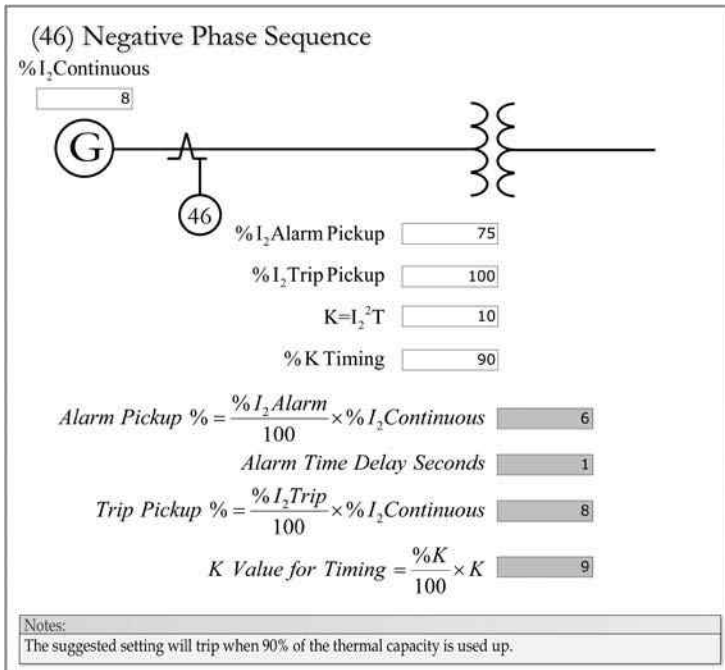 (46) Negative Phase Sequence
% I₂Continuous
8
G
46
% I₂Alarm Pickup 75
% I₂Trip Pickup 100
K=I₂²T 10
% K Timing 90
Alarm Pickup % = % I₂Alarm / 100 × % I₂Continuous 6
Alarm Time Delay Seconds 1
Trip Pickup % = % I₂Trip / 100 × % I₂Continuous 8
K Value for Timing = %K / 100 × K 9
Notes:
The suggested setting will trip when 90% of the thermal capacity is used up.